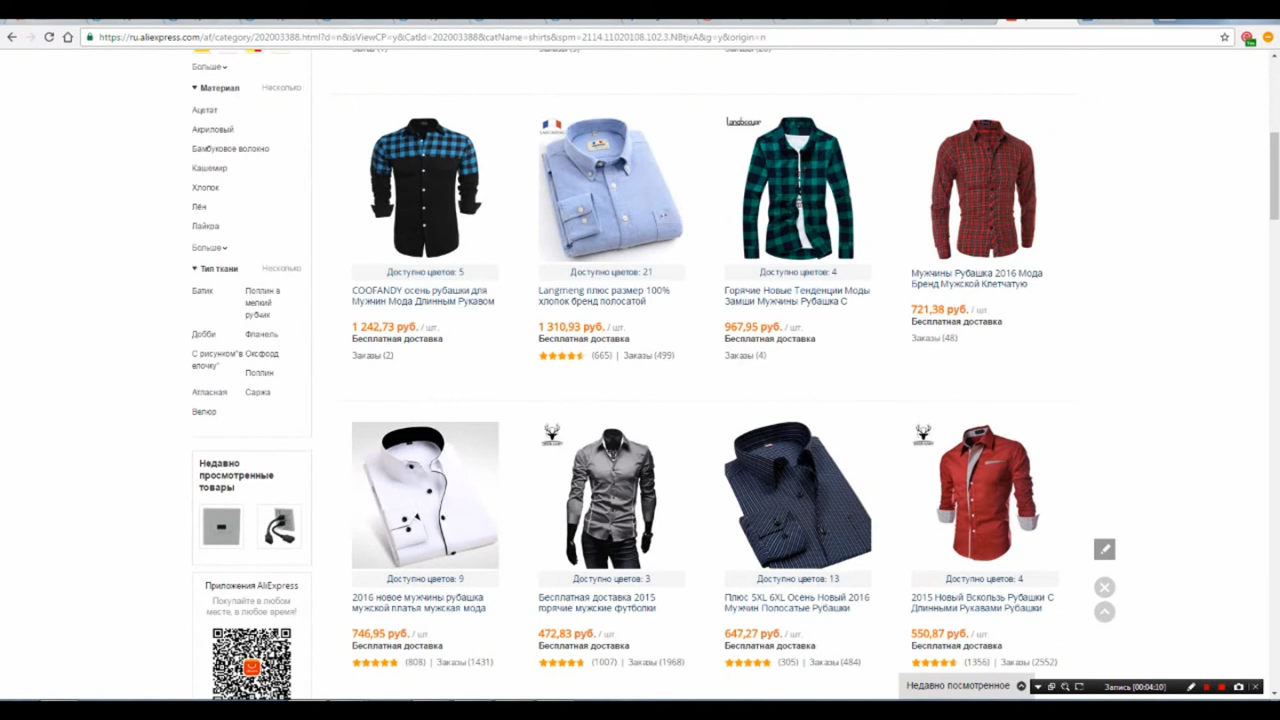 https://ru.aliexpress.com/af/category/202003388.html?d=n&isViewCP=y&CatId=202003388&catName=shirts&spm=2114.11020108.102.3.NBtjxA&g=y&origin=n
Больше
Материал Несколько
Ацетат
Акриловый
Бамбуковое волокно
Кашемир
Хлопок
Лён
Лайкра
Больше
Тип ткани Несколько
Батик Поплин в
мелкий
рубчик
Добби Фланель
С рисунком"в Оксфорд
елочку"
Поплин
Атласная Саржа
Велюр
Недавно
просмотренные
товары
Приложения AliExpress
Покупайте в любом
месте, в любое время!
Доступно цветов: 5
COOFANDY осень рубашки для
Мужчин Мода Длинным Рукавом
1 242,73 руб. / шт.
Бесплатная доставка
Заказы (2)
Доступно цветов: 21
Langmeng плюс размер 100%
хлопок бренд полосатой
1 310,93 руб. / шт.
Бесплатная доставка
(665) | Заказы (499)
Доступно цветов: 4
Горячие Новые Тенденции Моды
Замши Мужчины Рубашка С
967,95 руб. / шт.
Бесплатная доставка
Заказы (4)
Мужчины Рубашка 2016 Мода
Бренд Мужской Клетчатую
721,38 руб. / шт.
Бесплатная доставка
Заказы (48)
Доступно цветов: 9
2016 новое мужчины рубашка
мужской платья мужская мода
746,95 руб. / шт.
Бесплатная доставка
(808) | Заказы (1431)
Доступно цветов: 3
Бесплатная доставка 2015
горячие мужские футболки
472,83 руб. / шт.
Бесплатная доставка
(1007) | Заказы (1968)
Доступно цветов: 13
Плюс 5XL 6XL Осень Новый 2016
Мужчин Полосатые Рубашки
647,27 руб. / шт.
Бесплатная доставка
(305) | Заказы (484)
Доступно цветов: 4
2015 Новый Вскользь Рубашки С
Длинными Рукавами Рубашки
550,87 руб. / шт.
Бесплатная доставка
(1356) | Заказы (2552)
Недавно посмотренное
Запись [00:04:10]